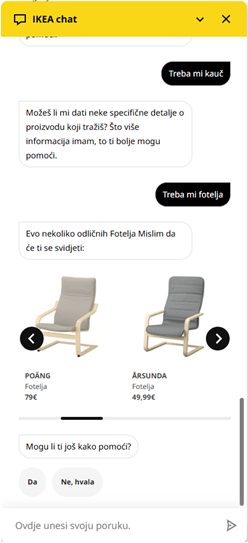 IKEA chat
pomoći.
Treba mi kauč
Možeš li mi dati neke specifične detalje o
proizvodu koji tražiš? Što više
informacija imam, to ti bolje mogu
pomoći.
Treba mi fotelja
Evo nekoliko odličnih Fotelja Mislim da
će ti se svidjeti:
POÄNG
Fotelja
79€
ÅRSUNDA
Fotelja
49,99€
Mogu li ti još kako pomoći?
Da
Ne, hvala
Ovdje unesi svoju poruku.